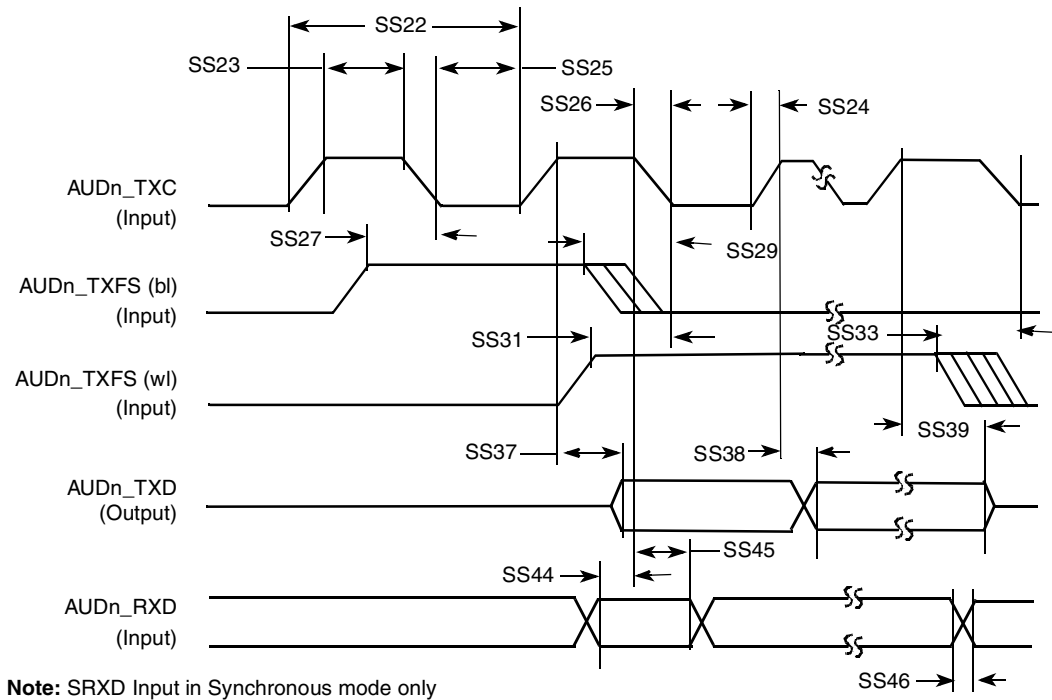 SS22
SS23
SS25
SS26
SS24
AUDn_TXC
(Input)
SS27
SS29
AUDn_TXFS (bl)
(Input)
SS31
SS33
AUDn_TXFS (wl)
(Input)
SS39
SS37
SS38
AUDn_TXD
(Output)
SS45
SS44
AUDn_RXD
(Input)
SS46
Note: SRXD Input in Synchronous mode only